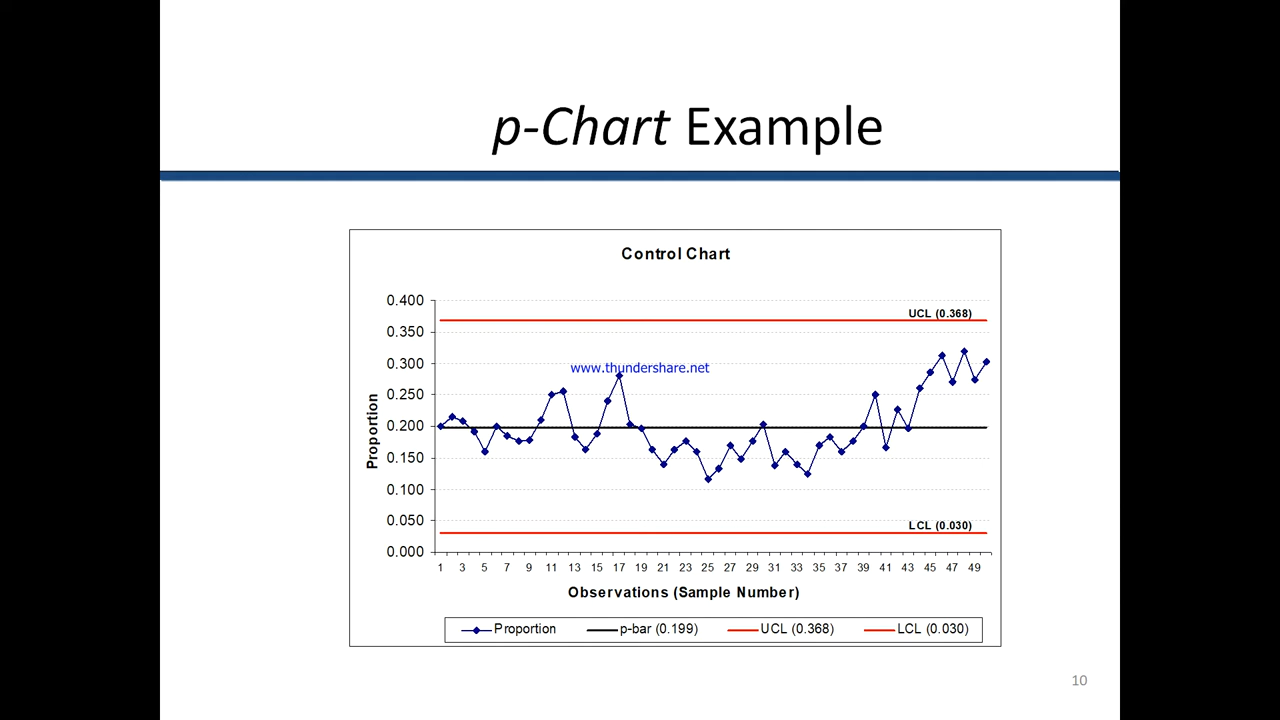 p-Chart Example
Control Chart
0.400
UCL (0.368)
0.350
0.300
www.thundershare.net
0.250
0.200
0.150
0.100
0.050
LCL (0.030)
0.000
Proportion
1 3 5 7 9 11 13 15 17 19 21 23 25 27 29 31 33 35 37 39 41 43 45 47 49
Observations (Sample Number)
Proportion p-bar (0.199) UCL (0.368) LCL (0.030)
10